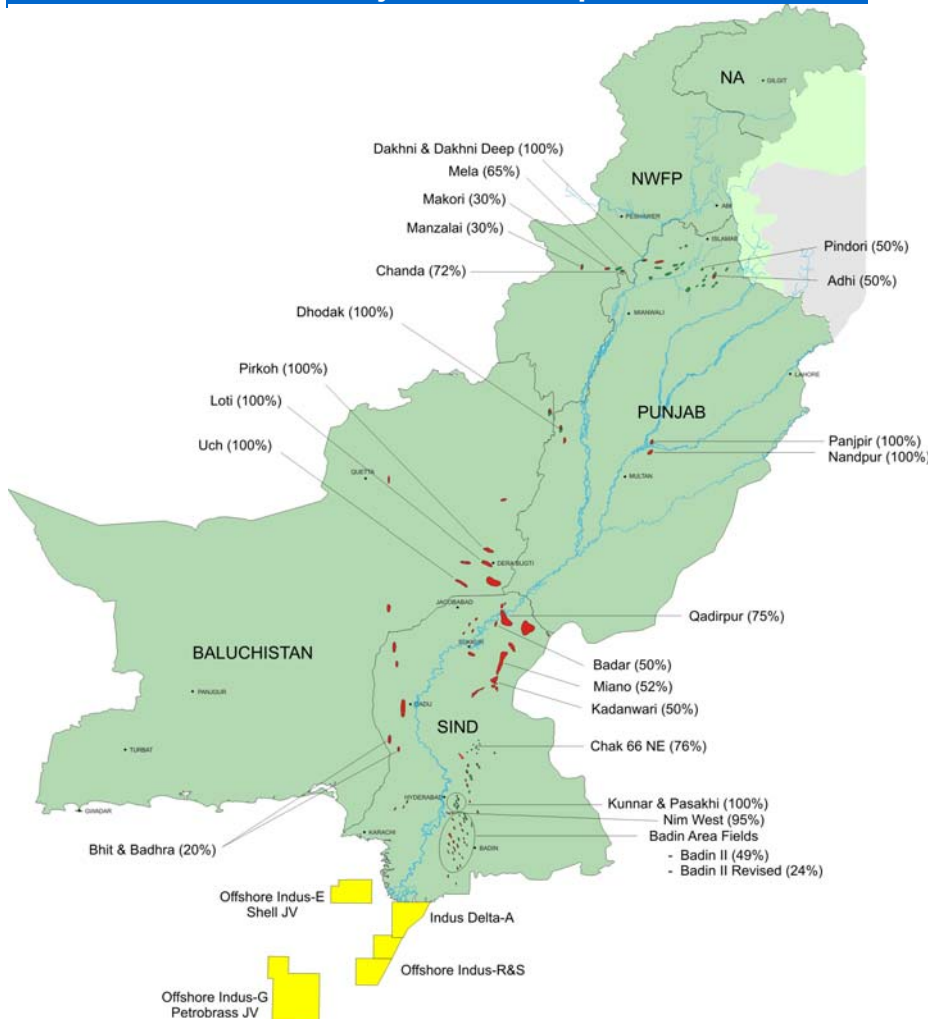 NA
GILGIT
Dakhni & Dakhni Deep (100%)
Mela (65%)
NWFP
Makori (30%)
PESHAWER
Manzalai (30%)
Pindori (50%)
Chanda (72%)
Adhi (50%)
Dhodak (100%)
MIANWALI
Pirkoh (100%)
LAHORE
Loti (100%)
PUNJAB
Uch (100%)
Panjpir (100%)
Nandpur (100%)
QUETTA
MULTAN
DERA BUGTI
JACOBABAD
Qadirpur (75%)
BALUCHISTAN
Badar (50%)
Miano (52%)
PANJGUR
Kadanwari (50%)
DADU
SIND
Chak 66 NE (76%)
TURBAT
HYDERABAD
Kunnar & Pasakhi (100%)
GWADAR
Nim West (95%)
KARACHI
Badin Area Fields
Bhit & Badhra (20%)
BADIN
- Badin II (49%)
- Badin II Revised (24%)
Offshore Indus-E
Shell JV
Indus Delta-A
Offshore Indus-R&S
Offshore Indus-G
Petrobrass JV